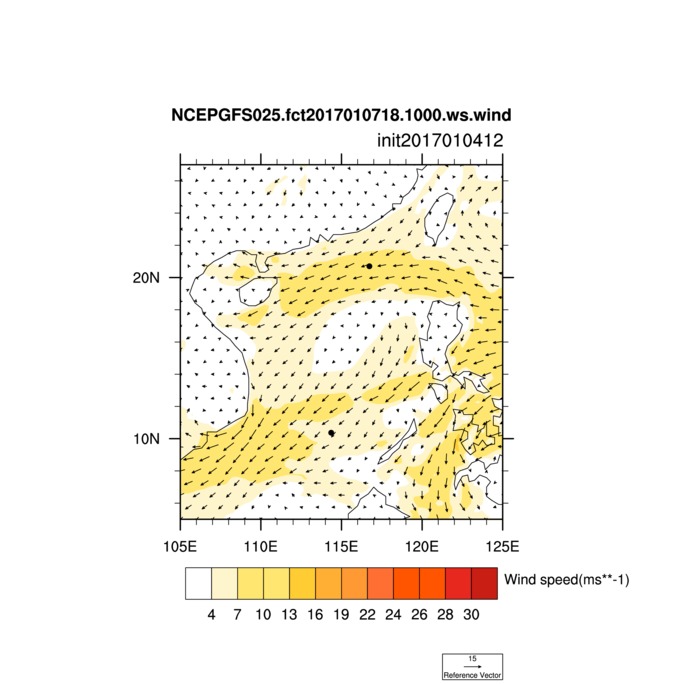 NCEPGFS025.fct2017010718.1000.ws.wind
init2017010412
20N
10N
105E 110E 115E 120E 125E
4 7 10 13 16 19 22 24 26 28 30
Wind speed(ms**-1)
15
Reference Vector